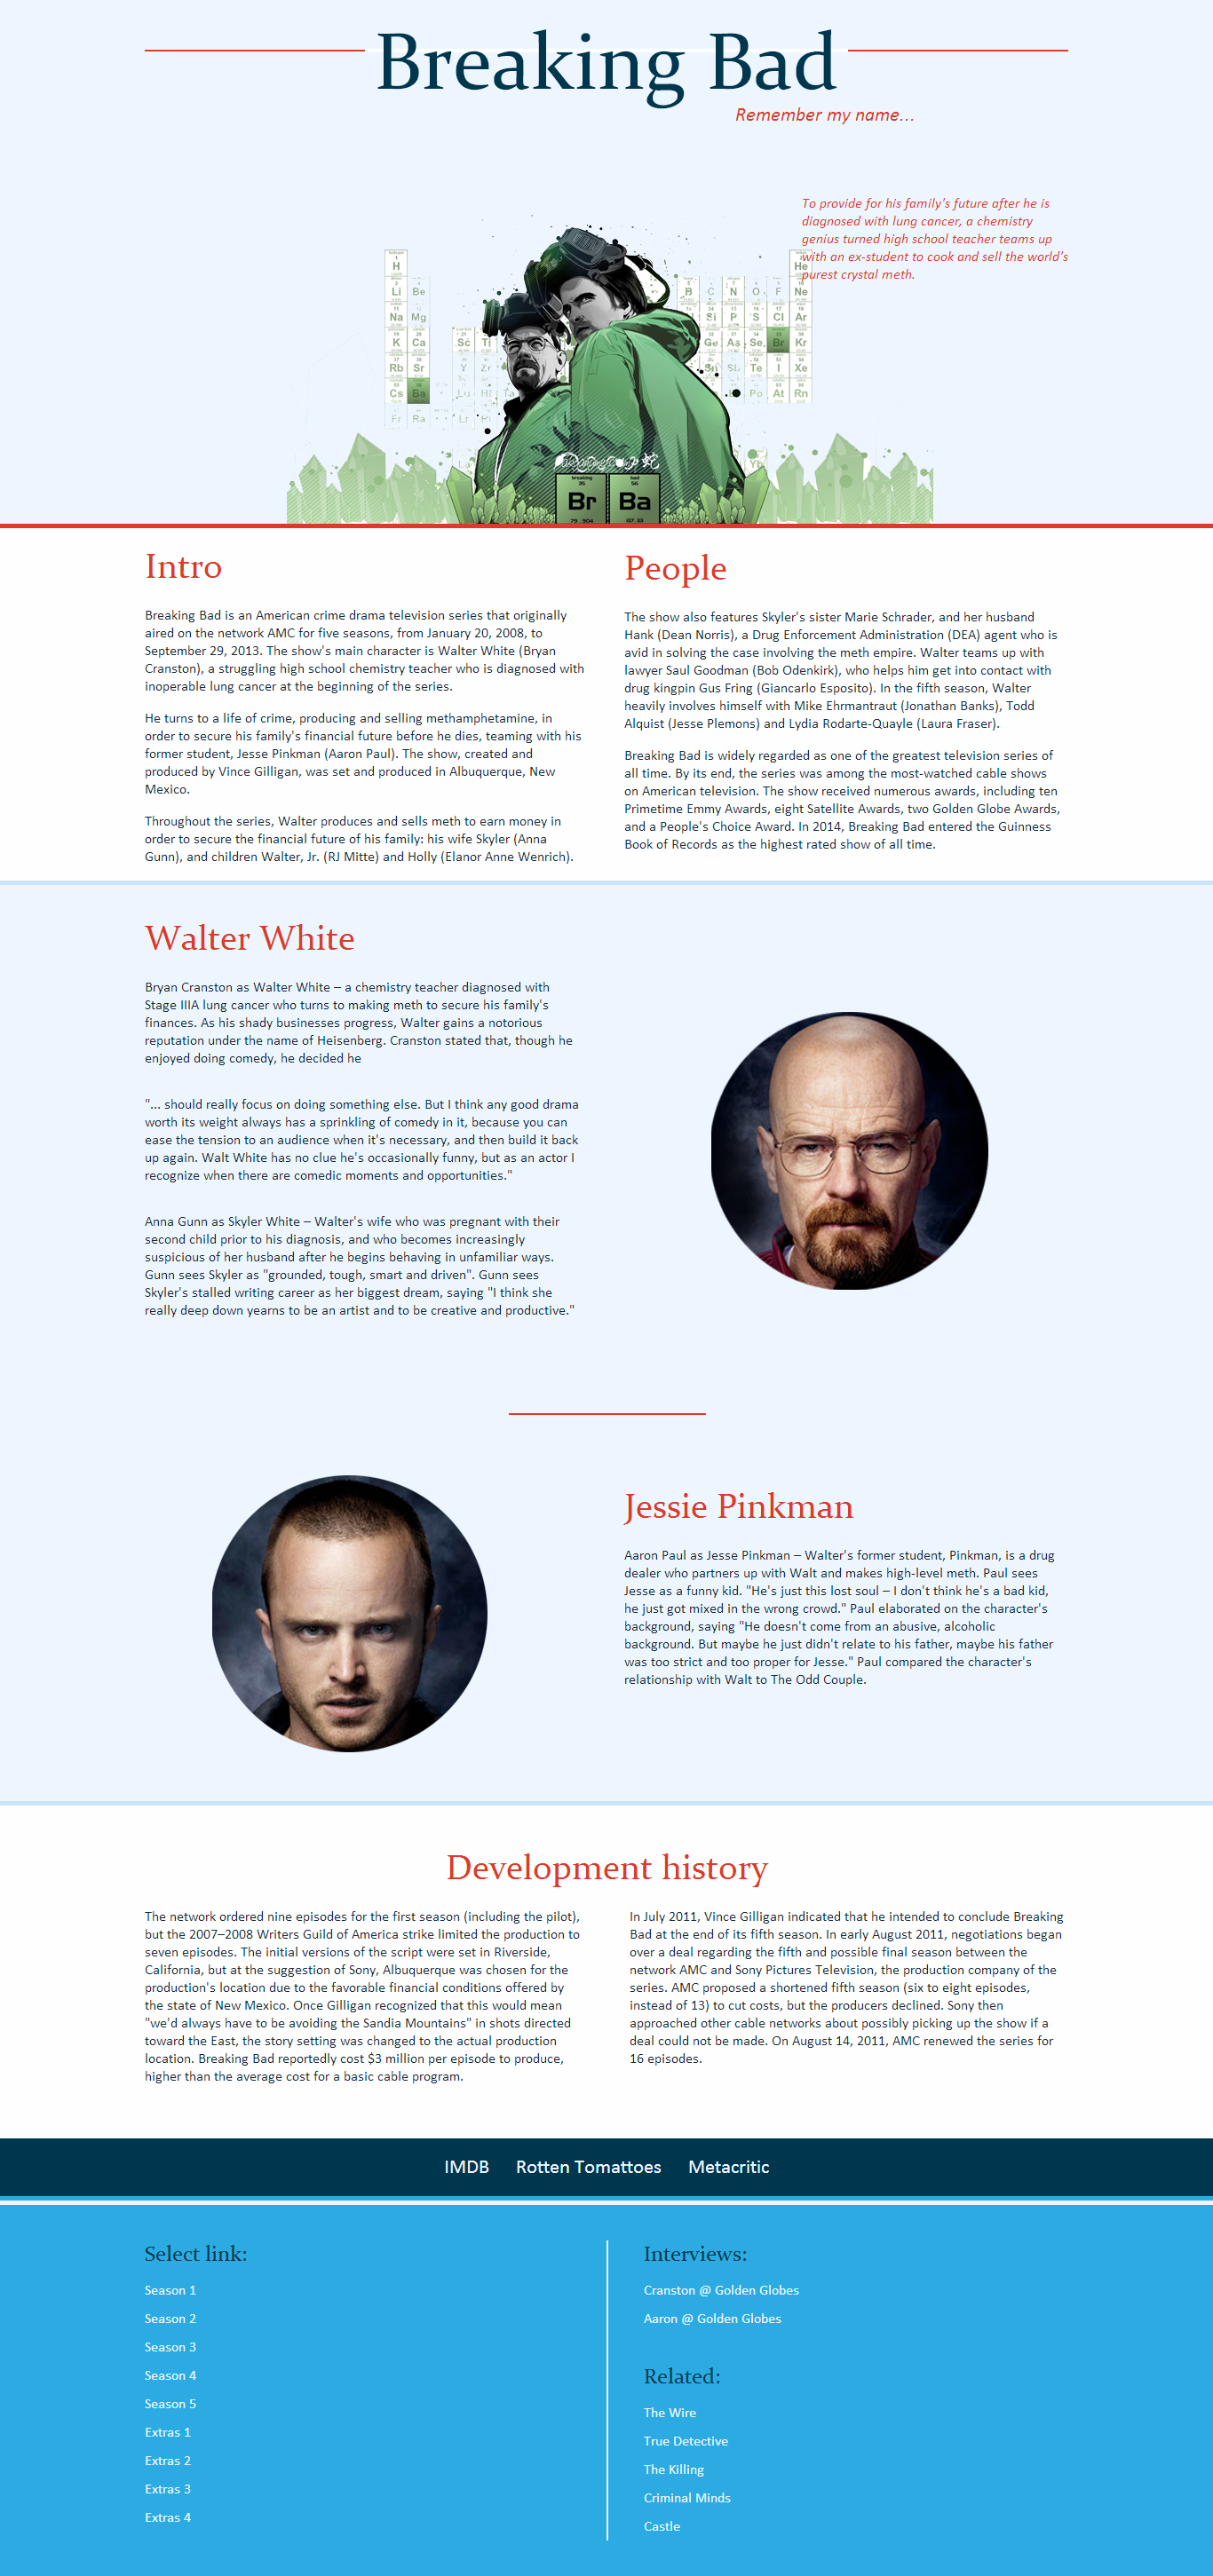 Breaking Bad
Remember my name...
To provide for his family's future after he is
diagnosed with lung cancer, a chemistry
genius turned high school teacher teams up
with an ex-student to cook and sell the world's
purest crystal meth.
H
He
Li Be B C N O F Ne
Na Mg Si P S Cl Ar
K Ca Sc Ti Ge As Se Br Kr
Rb Sr Y Zr Te I Xe
Cs Ba Lu Po At Rn
Fr Ra Lr
breaking bad
35 56
Br Ba
Intro
Breaking Bad is an American crime drama television series that originally
aired on the network AMC for five seasons, from January 20, 2008, to
September 29, 2013. The show's main character is Walter White (Bryan
Cranston), a struggling high school chemistry teacher who is diagnosed with
inoperable lung cancer at the beginning of the series.
He turns to a life of crime, producing and selling methamphetamine, in
order to secure his family's financial future before he dies, teaming with his
former student, Jesse Pinkman (Aaron Paul). The show, created and
produced by Vince Gilligan, was set and produced in Albuquerque, New
Mexico.
Throughout the series, Walter produces and sells meth to earn money in
order to secure the financial future of his family: his wife Skyler (Anna
Gunn), and children Walter, Jr. (RJ Mitte) and Holly (Elanor Anne Wenrich).
People
The show also features Skyler's sister Marie Schrader, and her husband
Hank (Dean Norris), a Drug Enforcement Administration (DEA) agent who is
avid in solving the case involving the meth empire. Walter teams up with
lawyer Saul Goodman (Bob Odenkirk), who helps him get into contact with
drug kingpin Gus Fring (Giancarlo Esposito). In the fifth season, Walter
heavily involves himself with Mike Ehrmantraut (Jonathan Banks), Todd
Alquist (Jesse Plemons) and Lydia Rodarte-Quayle (Laura Fraser).
Breaking Bad is widely regarded as one of the greatest television series of
all time. By its end, the series was among the most-watched cable shows
on American television. The show received numerous awards, including ten
Primetime Emmy Awards, eight Satellite Awards, two Golden Globe Awards,
and a People's Choice Award. In 2014, Breaking Bad entered the Guinness
Book of Records as the highest rated show of all time.
Walter White
Bryan Cranston as Walter White – a chemistry teacher diagnosed with
Stage IIIA lung cancer who turns to making meth to secure his family's
finances. As his shady businesses progress, Walter gains a notorious
reputation under the name of Heisenberg. Cranston stated that, though he
enjoyed doing comedy, he decided he
"... should really focus on doing something else. But I think any good drama
worth its weight always has a sprinkling of comedy in it, because you can
ease the tension to an audience when it's necessary, and then build it back
up again. Walt White has no clue he's occasionally funny, but as an actor I
recognize when there are comedic moments and opportunities."
Anna Gunn as Skyler White – Walter's wife who was pregnant with their
second child prior to his diagnosis, and who becomes increasingly
suspicious of her husband after he begins behaving in unfamiliar ways.
Gunn sees Skyler as "grounded, tough, smart and driven". Gunn sees
Skyler's stalled writing career as her biggest dream, saying "I think she
really deep down yearns to be an artist and to be creative and productive."
Jessie Pinkman
Aaron Paul as Jesse Pinkman – Walter's former student, Pinkman, is a drug
dealer who partners up with Walt and makes high-level meth. Paul sees
Jesse as a funny kid. "He's just this lost soul – I don't think he's a bad kid,
he just got mixed in the wrong crowd." Paul elaborated on the character's
background, saying "He doesn't come from an abusive, alcoholic
background. But maybe he just didn't relate to his father, maybe his father
was too strict and too proper for Jesse." Paul compared the character's
relationship with Walt to The Odd Couple.
Development history
The network ordered nine episodes for the first season (including the pilot),
but the 2007–2008 Writers Guild of America strike limited the production to
seven episodes. The initial versions of the script were set in Riverside,
California, but at the suggestion of Sony, Albuquerque was chosen for the
production's location due to the favorable financial conditions offered by
the state of New Mexico. Once Gilligan recognized that this would mean
"we'd always have to be avoiding the Sandia Mountains" in shots directed
toward the East, the story setting was changed to the actual production
location. Breaking Bad reportedly cost $3 million per episode to produce,
higher than the average cost for a basic cable program.
In July 2011, Vince Gilligan indicated that he intended to conclude Breaking
Bad at the end of its fifth season. In early August 2011, negotiations began
over a deal regarding the fifth and possible final season between the
network AMC and Sony Pictures Television, the production company of the
series. AMC proposed a shortened fifth season (six to eight episodes,
instead of 13) to cut costs, but the producers declined. Sony then
approached other cable networks about possibly picking up the show if a
deal could not be made. On August 14, 2011, AMC renewed the series for
16 episodes.
IMDB Rotten Tomattoes Metacritic
Select link:
Season 1
Season 2
Season 3
Season 4
Season 5
Extras 1
Extras 2
Extras 3
Extras 4
Interviews:
Cranston @ Golden Globes
Aaron @ Golden Globes
Related:
The Wire
True Detective
The Killing
Criminal Minds
Castle